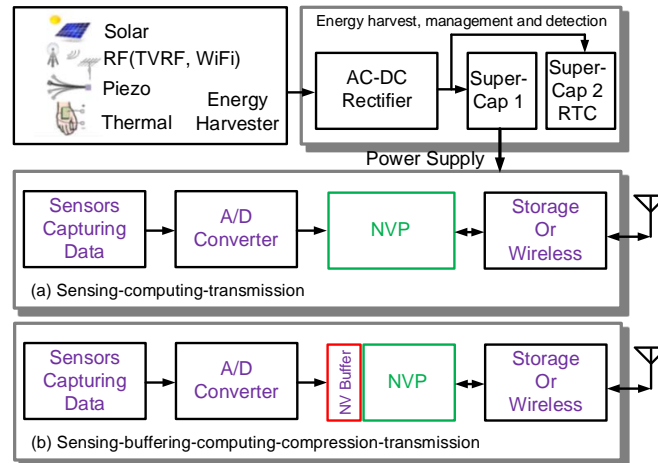 Solar
RF(TVRF, WiFi)
Piezo
Thermal
Energy
Harvester
Energy harvest, management and detection
AC-DC
Rectifier
Super-
Cap 1
Super-
Cap 2
RTC
Power Supply
Sensors
Capturing
Data
A/D
Converter
NVP
Storage
Or
Wireless
(a) Sensing-computing-transmission
Sensors
Capturing
Data
A/D
Converter
NV Buffer
NVP
Storage
Or
Wireless
(b) Sensing-buffering-computing-compression-transmission